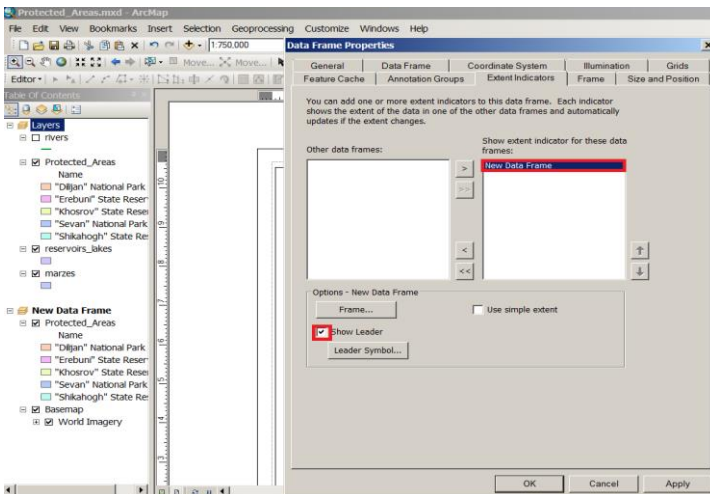 Protected_Areas.mxd - ArcMap
File Edit View Bookmarks Insert Selection Geoprocessing Customize Windows Help
1:750,000
Move... Move...
Editor
Table Of Contents
Layers
rivers
Protected_Areas
Name
"Dilijan" National Park
"Erebuni" State Reser
"Khosrov" State Reser
"Sevan" National Park
"Shikahogh" State Re
reservoirs_lakes
marzes
New Data Frame
Protected_Areas
Name
"Dilijan" National Park
"Erebuni" State Reser
"Khosrov" State Reser
"Sevan" National Park
"Shikahogh" State Re
Basemap
World Imagery
Data Frame Properties
General Data Frame Coordinate System Illumination Grids
Feature Cache Annotation Groups Extent Indicators Frame Size and Position
You can add one or more extent indicators to this data frame. Each indicator
shows the extent of the data in one of the other data frames and automatically
updates if the extent changes.
Other data frames:
Show extent indicator for these data
frames:
New Data Frame
>
>>
<
<<
Options - New Data Frame
Frame...
Use simple extent
Show Leader
Leader Symbol...
OK Cancel Apply